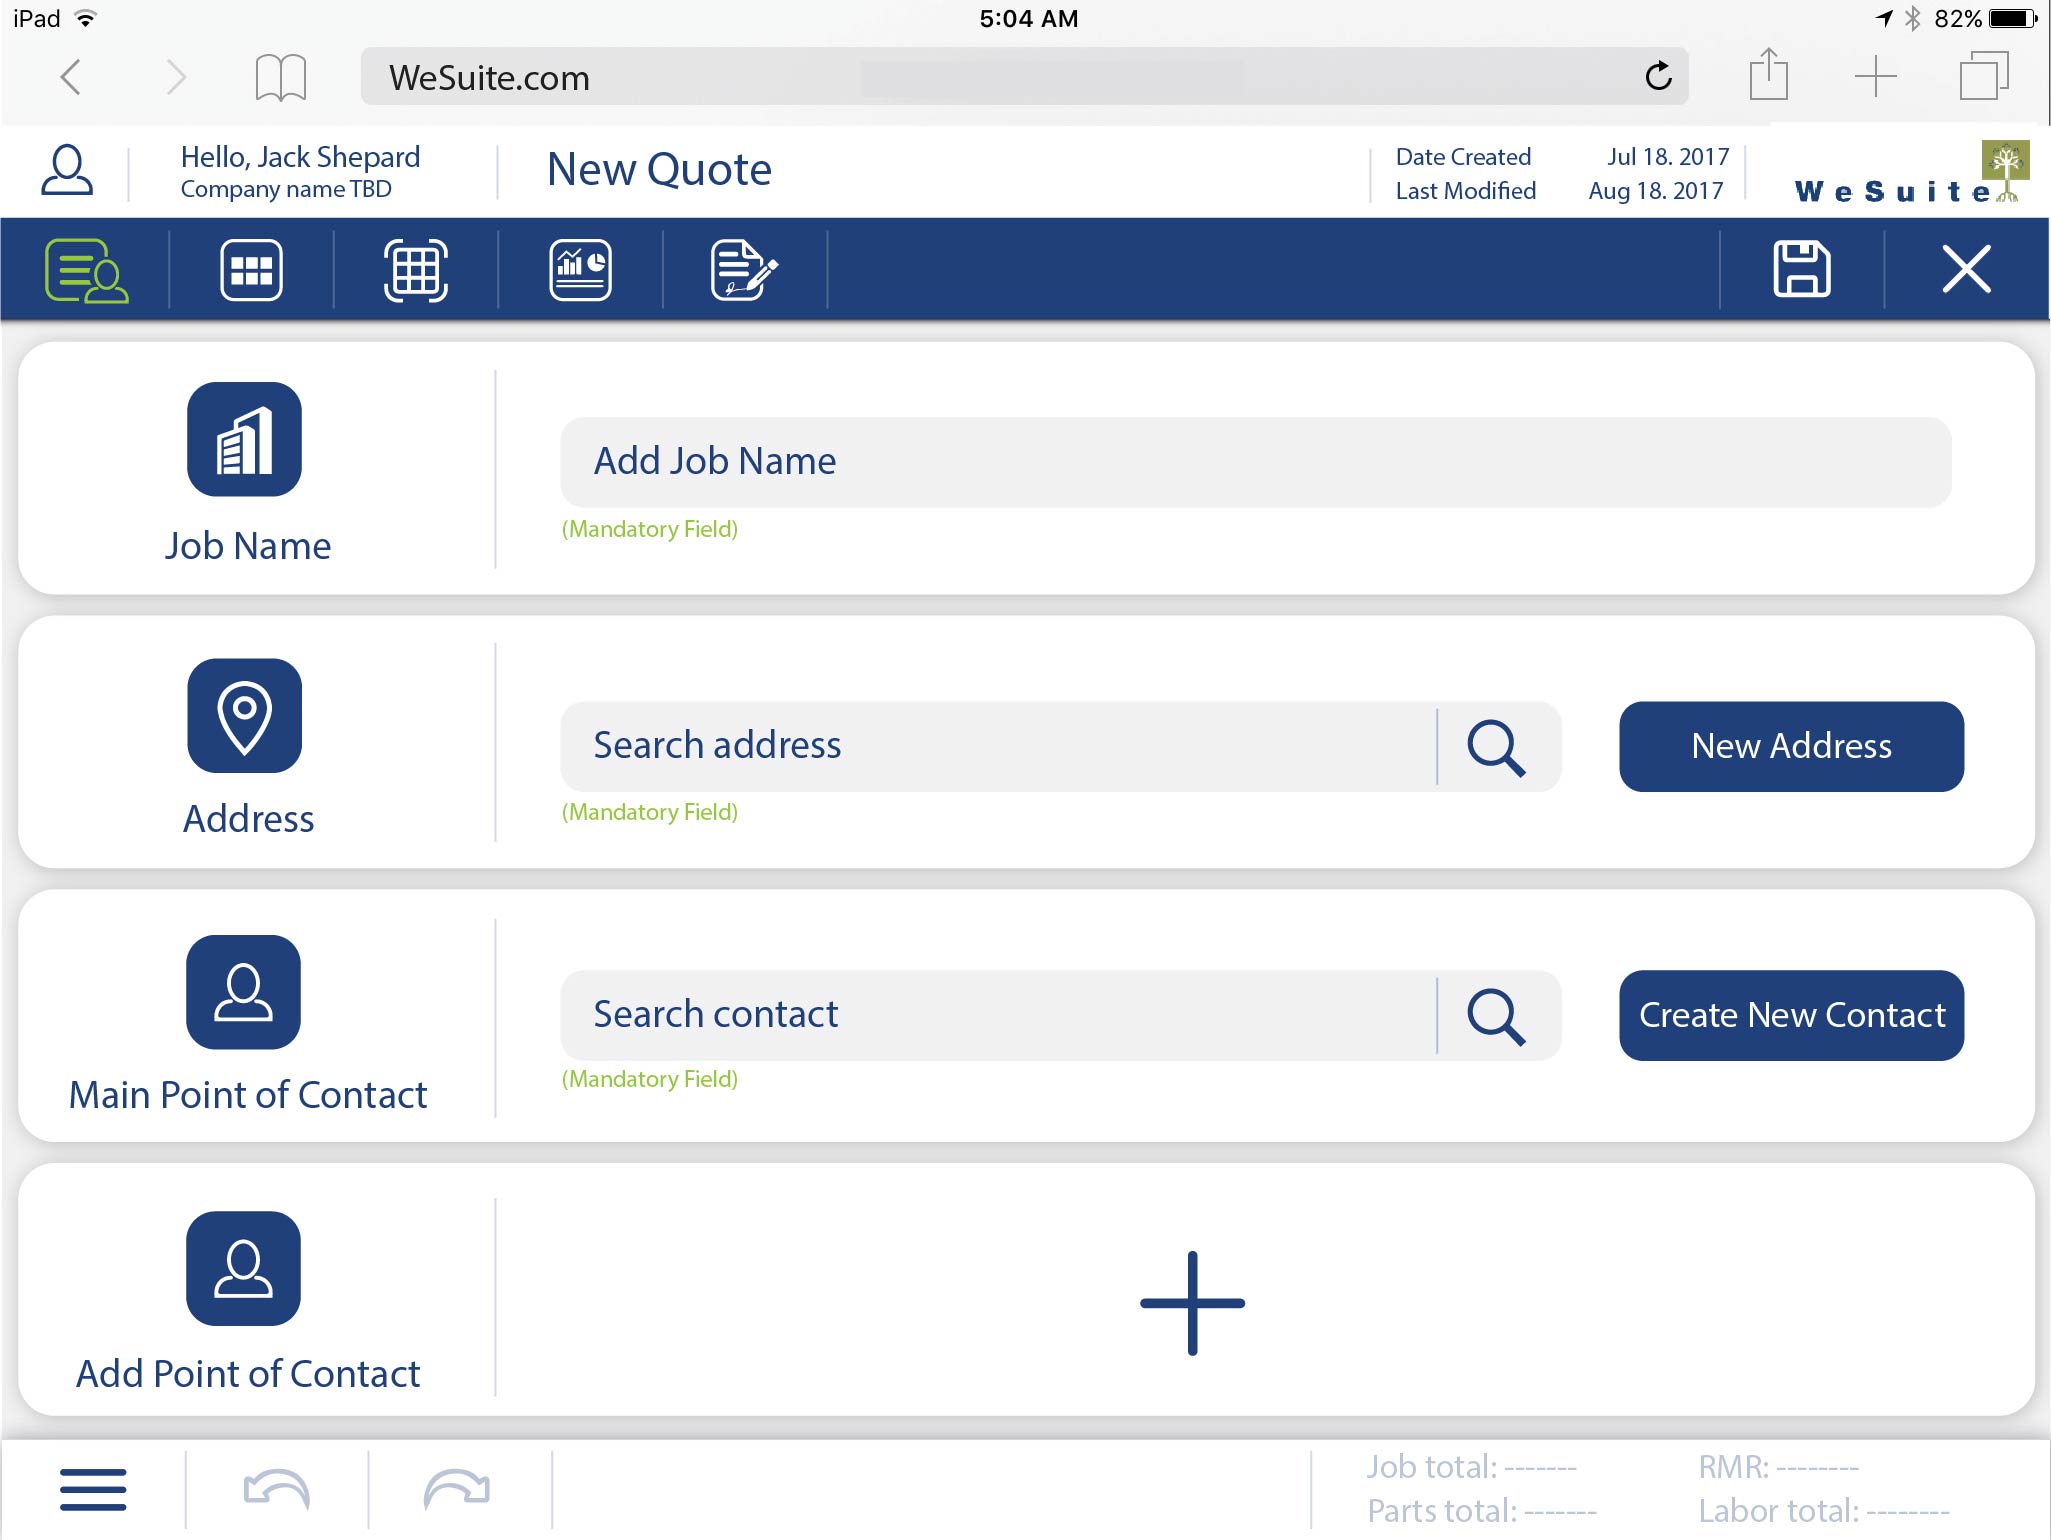 iPad
5:04 AM
82%
WeSuite.com
Hello, Jack Shepard
Company name TBD
New Quote
Date Created Jul 18. 2017
Last Modified Aug 18. 2017
WeSuite
Add Job Name
(Mandatory Field)
Job Name
Search address
New Address
(Mandatory Field)
Address
Search contact
Create New Contact
(Mandatory Field)
Main Point of Contact
Add Point of Contact
Job total: -------
RMR: --------
Parts total: -------
Labor total: --------